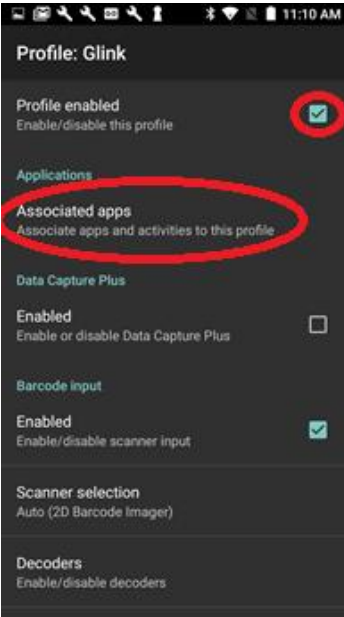 11:10 AM
Profile: Glink
Profile enabled
Enable/disable this profile
Applications
Associated apps
Associate apps and activities to this profile
Data Capture Plus
Enabled
Enable or disable Data Capture Plus
Barcode input
Enabled
Enable/disable scanner input
Scanner selection
Auto (2D Barcode Imager)
Decoders
Enable/disable decoders